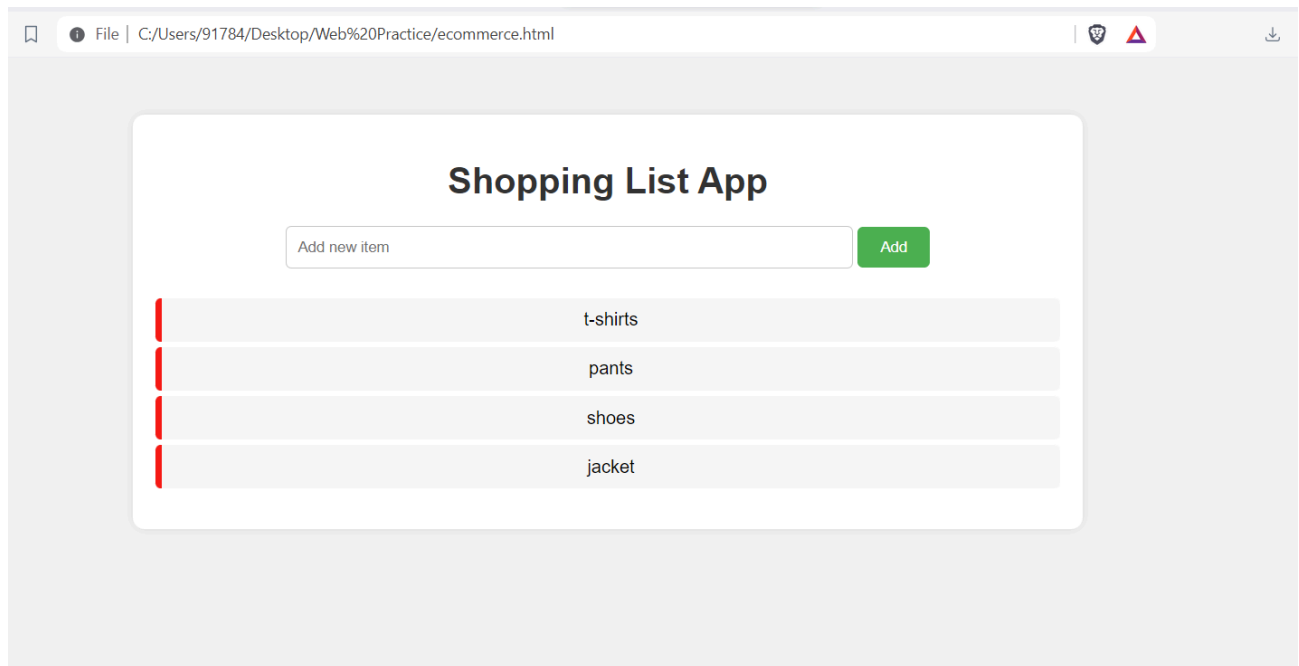 File | C:/Users/91784/Desktop/Web%20Practice/ecommerce.html
Shopping List App
Add new item Add
t-shirts
pants
shoes
jacket